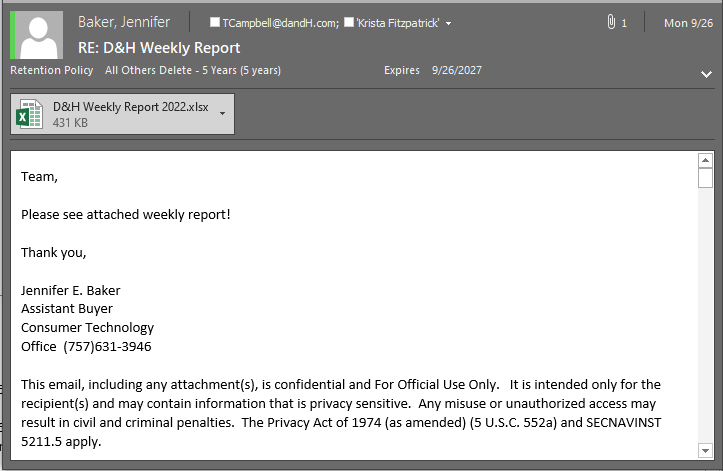 Baker, Jennifer TCampbell@dandH.com; 'Krista Fitzpatrick' 1 Mon 9/26
RE: D&H Weekly Report
Retention Policy All Others Delete - 5 Years (5 years) Expires 9/26/2027
D&H Weekly Report 2022.xlsx
431 KB
Team,
Please see attached weekly report!
Thank you,
Jennifer E. Baker
Assistant Buyer
Consumer Technology
Office (757)631-3946
This email, including any attachment(s), is confidential and For Official Use Only. It is intended only for the
recipient(s) and may contain information that is privacy sensitive. Any misuse or unauthorized access may
result in civil and criminal penalties. The Privacy Act of 1974 (as amended) (5 U.S.C. 552a) and SECNAVINST
5211.5 apply.